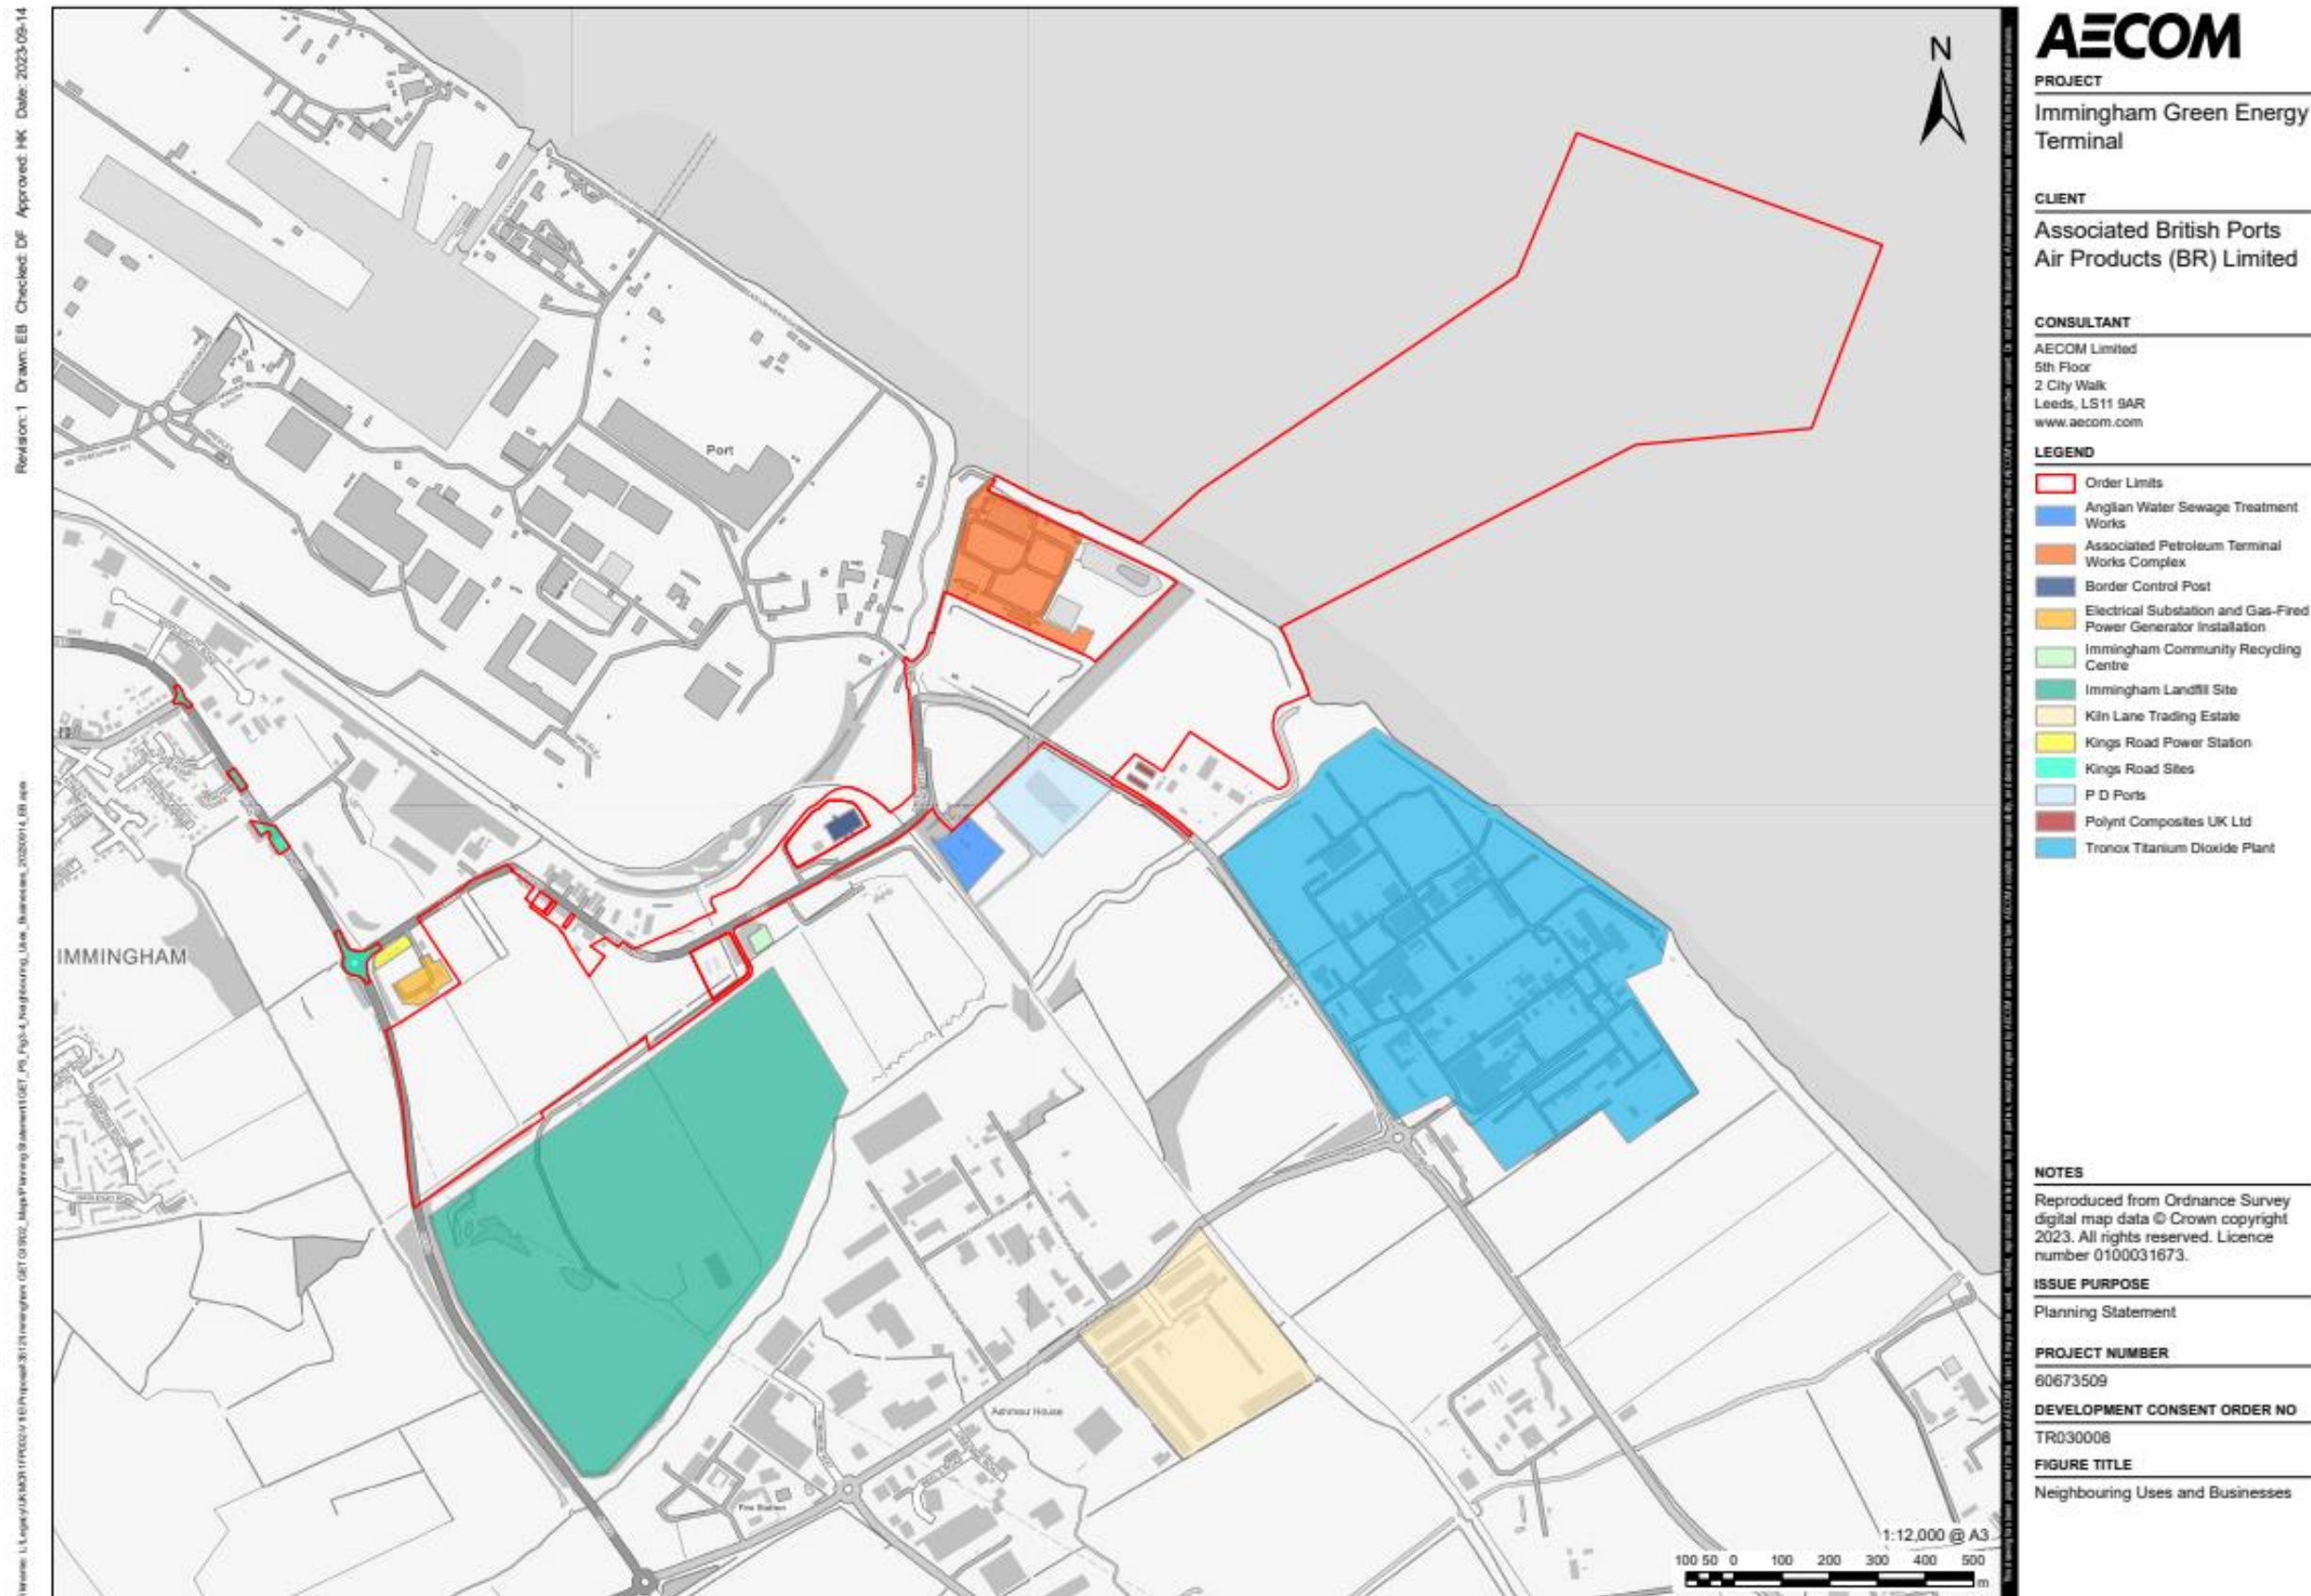 Revision: 1 Drawn: EB Checked: DF Approved: HK Date: 2023-09-14
N
Port
IMMINGHAM
Ashmour House
Fire Station
1:12,000 @ A3
100 50 0 100 200 300 400 500
m
AECOM
PROJECT
Immingham Green Energy
Terminal
CLIENT
Associated British Ports
Air Products (BR) Limited
CONSULTANT
AECOM Limited
5th Floor
2 City Walk
Leeds, LS11 9AR
www.aecom.com
LEGEND
Order Limits
Anglian Water Sewage Treatment
Works
Associated Petroleum Terminal
Works Complex
Border Control Post
Electrical Substation and Gas-Fired
Power Generator Installation
Immingham Community Recycling
Centre
Immingham Landfill Site
Kiln Lane Trading Estate
Kings Road Power Station
Kings Road Sites
P D Ports
Polynt Composites UK Ltd
Tronox Titanium Dioxide Plant
NOTES
Reproduced from Ordnance Survey
digital map data © Crown copyright
2023. All rights reserved. Licence
number 0100031673.
ISSUE PURPOSE
Planning Statement
PROJECT NUMBER
60673509
DEVELOPMENT CONSENT ORDER NO
TR030008
FIGURE TITLE
Neighbouring Uses and Businesses